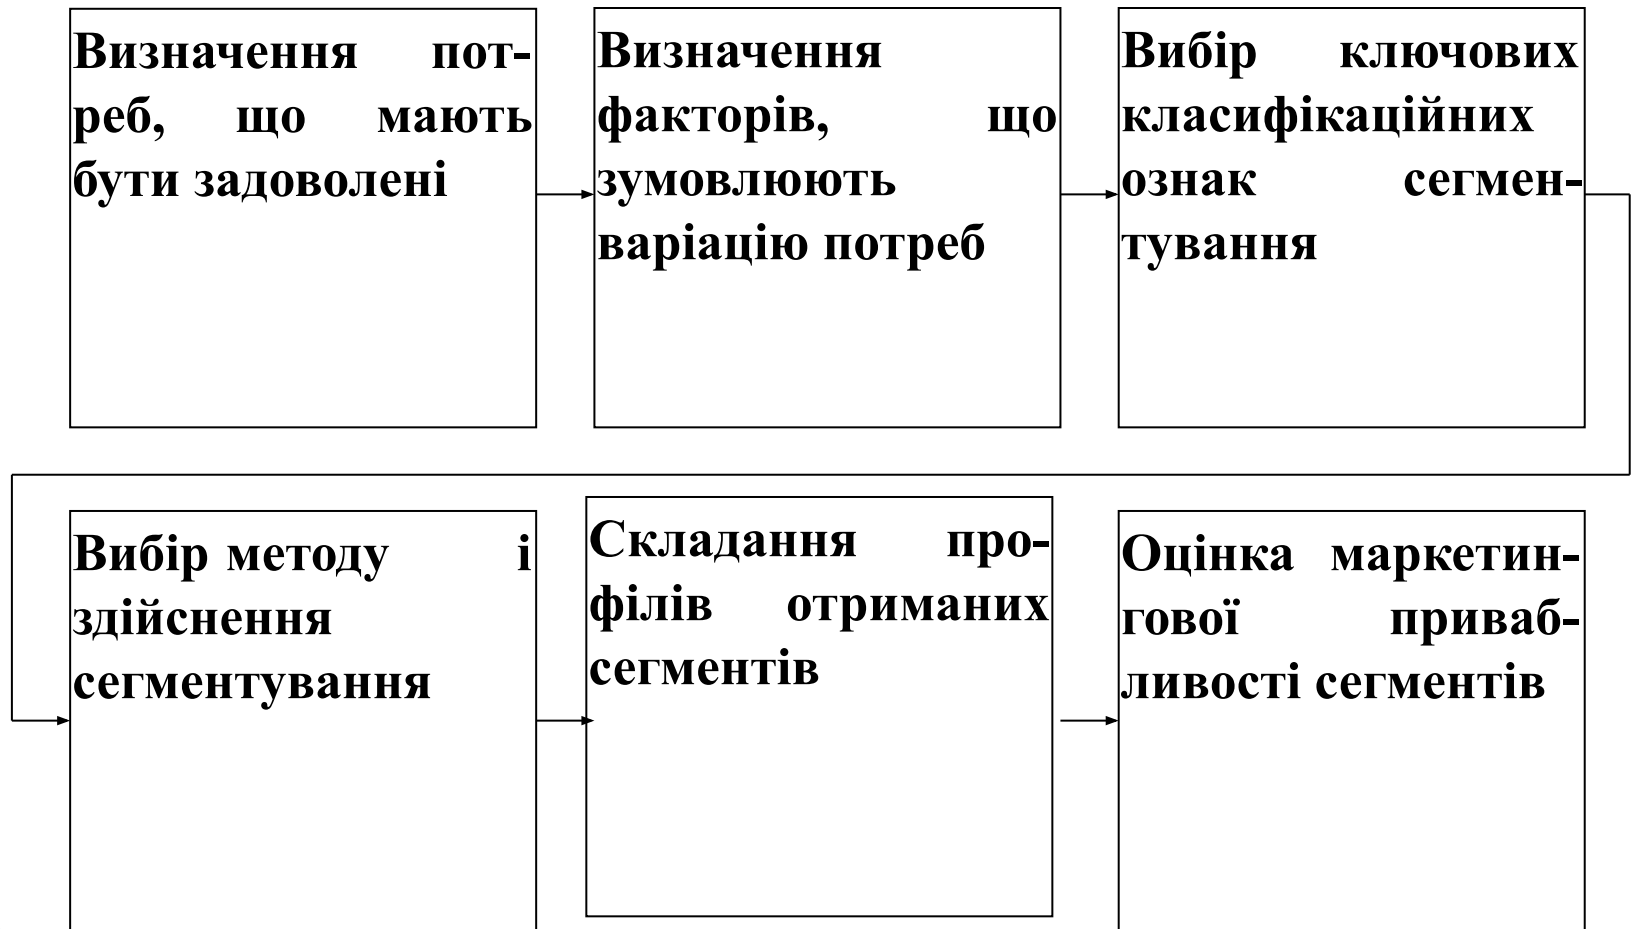 Визначення пот-
реб, що мають
бути задоволені
Визначення
факторів, що
зумовлюють
варіацію потреб
Вибір ключових
класифікаційних
ознак сегмен-
тування
Вибір методу і
здійснення
сегментування
Складання про-
філів отриманих
сегментів
Оцінка маркетин-
гової приваб-
ливості сегментів